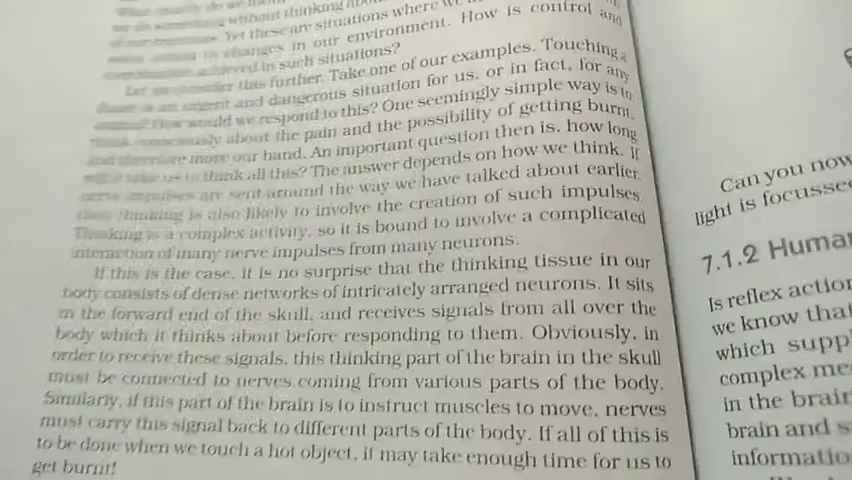 we do something without thinking about
Yet these are situations where we
changes in our environment. How is control and
achieved in such situations?
Let us consider this further. Take one of our examples. Touching a
is an urgent and dangerous situation for us, or in fact, for any
How would we respond to this? One seemingly simple way is to
think consciously about the pain and the possibility of getting burnt,
and therefore move our hand. An important question then is, how long
will it take us to think all this? The answer depends on how we think. If
nerve impulses are sent around the way we have talked about earlier,
then thinking is also likely to involve the creation of such impulses.
Thinking is a complex activity, so it is bound to involve a complicated
interaction of many nerve impulses from many neurons.
If this is the case, it is no surprise that the thinking tissue in our
body consists of dense networks of intricately arranged neurons. It sits
in the forward end of the skull, and receives signals from all over the
body which it thinks about before responding to them. Obviously, in
order to receive these signals, this thinking part of the brain in the skull
must be connected to nerves coming from various parts of the body.
Similarly, if this part of the brain is to instruct muscles to move, nerves
must carry this signal back to different parts of the body. If all of this is
to be done when we touch a hot object, it may take enough time for us to
get burnt!
Can you now
light is focusse
7.1.2 Huma
Is reflex action
we know that
which suppl
complex me
in the brain
brain and s
informatio